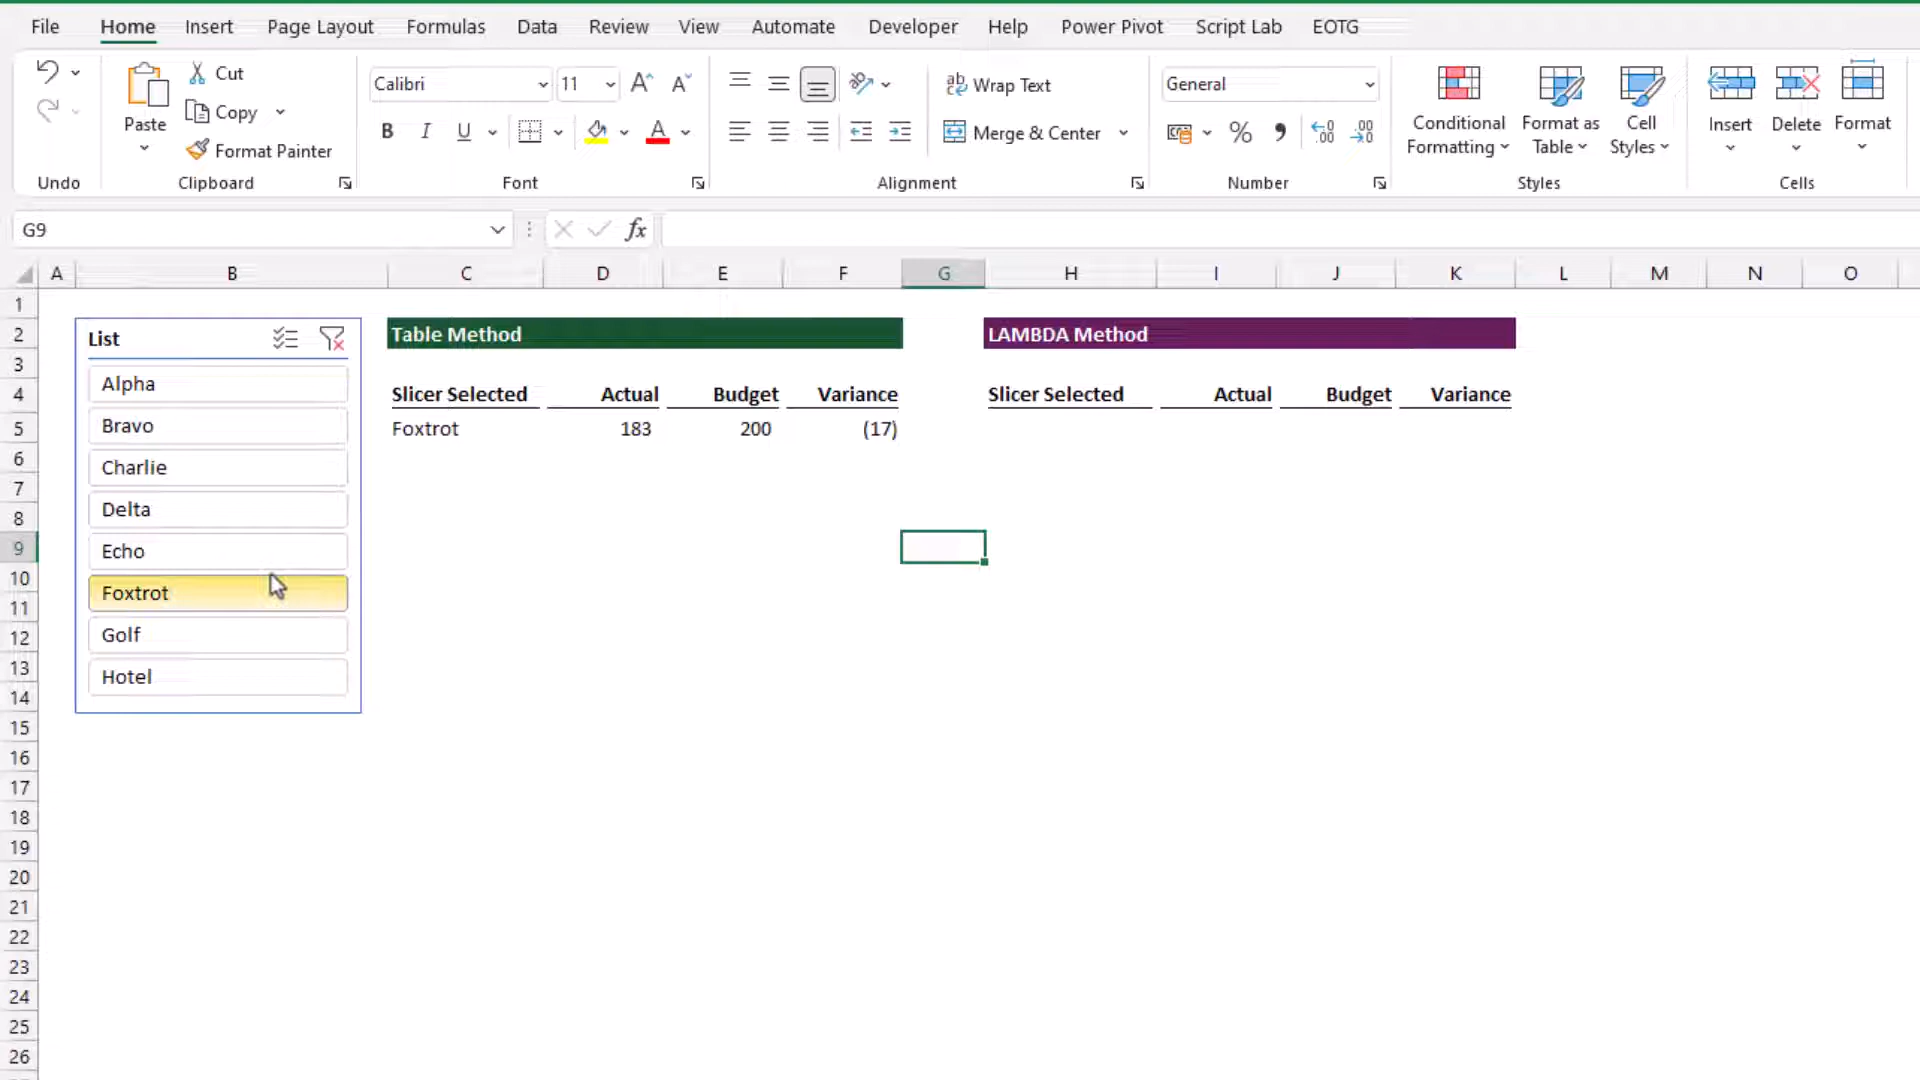 File Home Insert Page Layout Formulas Data Review View Automate Developer Help Power Pivot Script Lab EOTG
Cut
Copy
Format Painter
Paste
Calibri 11
B I U
Wrap Text
Merge & Center
General
Conditional Formatting
Format as Table
Cell Styles
Insert
Delete
Format
Undo Clipboard Font Alignment Number Styles Cells
G9 fx
A B C D E F G H I J K L M N O
1
2 List Table Method LAMBDA Method
3 Alpha
4 Slicer Selected Actual Budget Variance Slicer Selected Actual Budget Variance
5 Bravo Foxtrot 183 200 (17)
6 Charlie
7
8 Delta
9 Echo
10 Foxtrot
11
12 Golf
13 Hotel
14
15
16
17
18
19
20
21
22
23
24
25
26